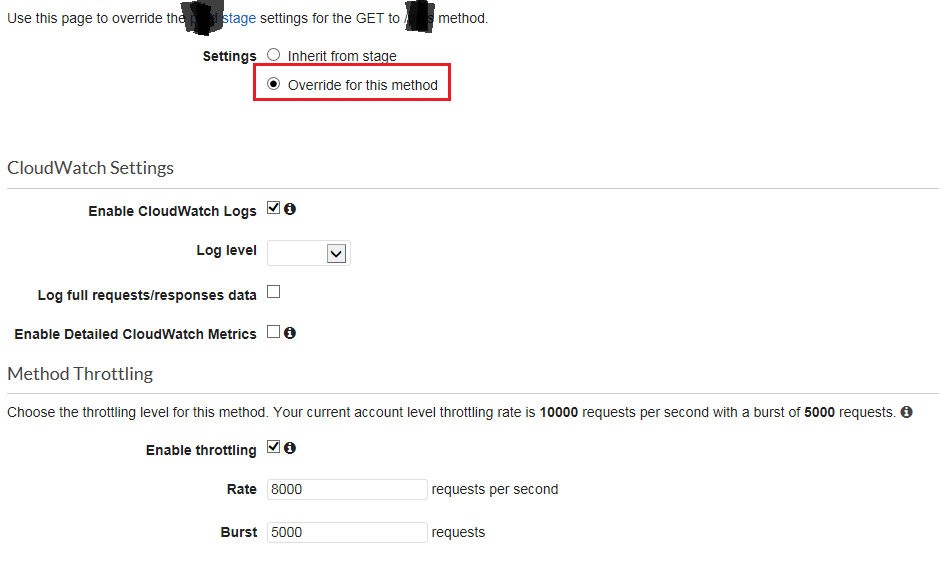 Use this page to override the stage settings for the GET to method.
Settings Inherit from stage
Override for this method
CloudWatch Settings
Enable CloudWatch Logs
Log level
Log full requests/responses data
Enable Detailed CloudWatch Metrics
Method Throttling
Choose the throttling level for this method. Your current account level throttling rate is 10000 requests per second with a burst of 5000 requests.
Enable throttling
Rate 8000 requests per second
Burst 5000 requests